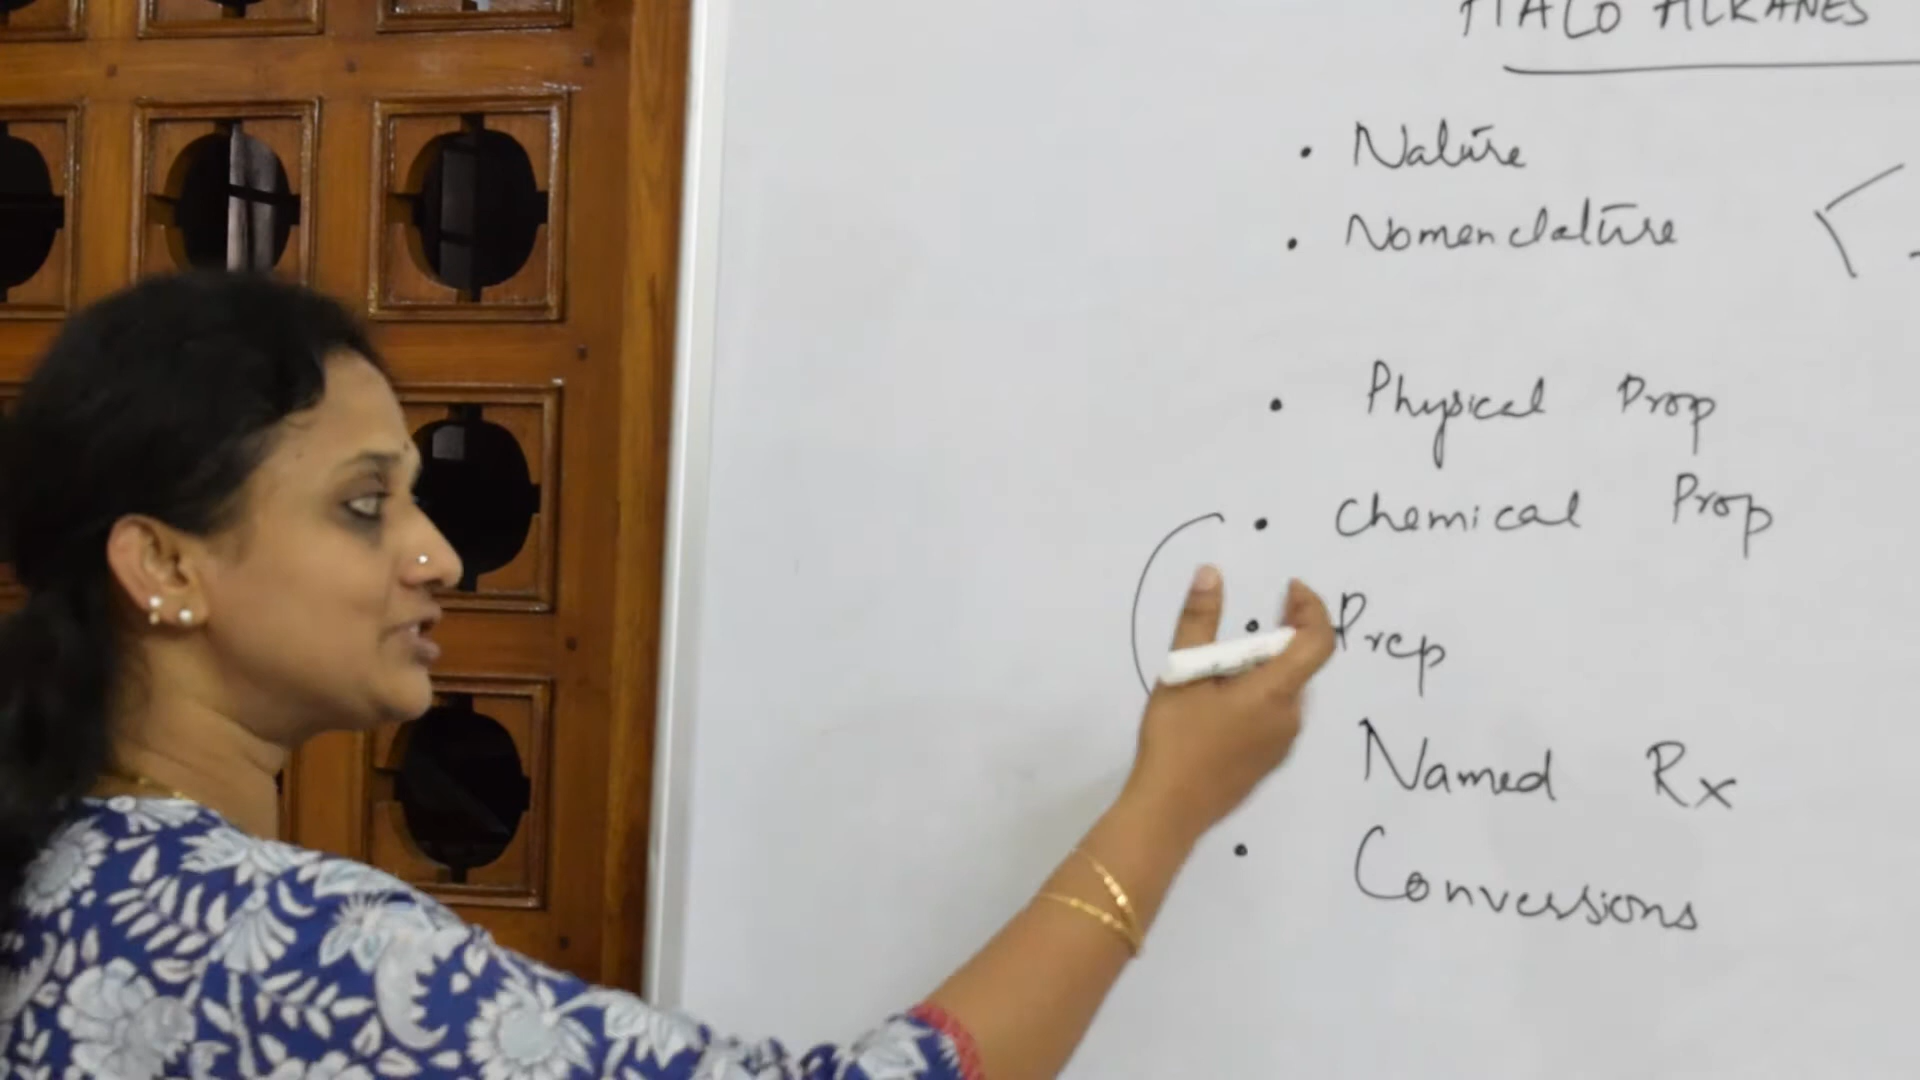 HALO ALKANES
• Nature
• Nomenclature
• Physical Prop
• Chemical Prop
• Prep
Named Rx
• Conversions